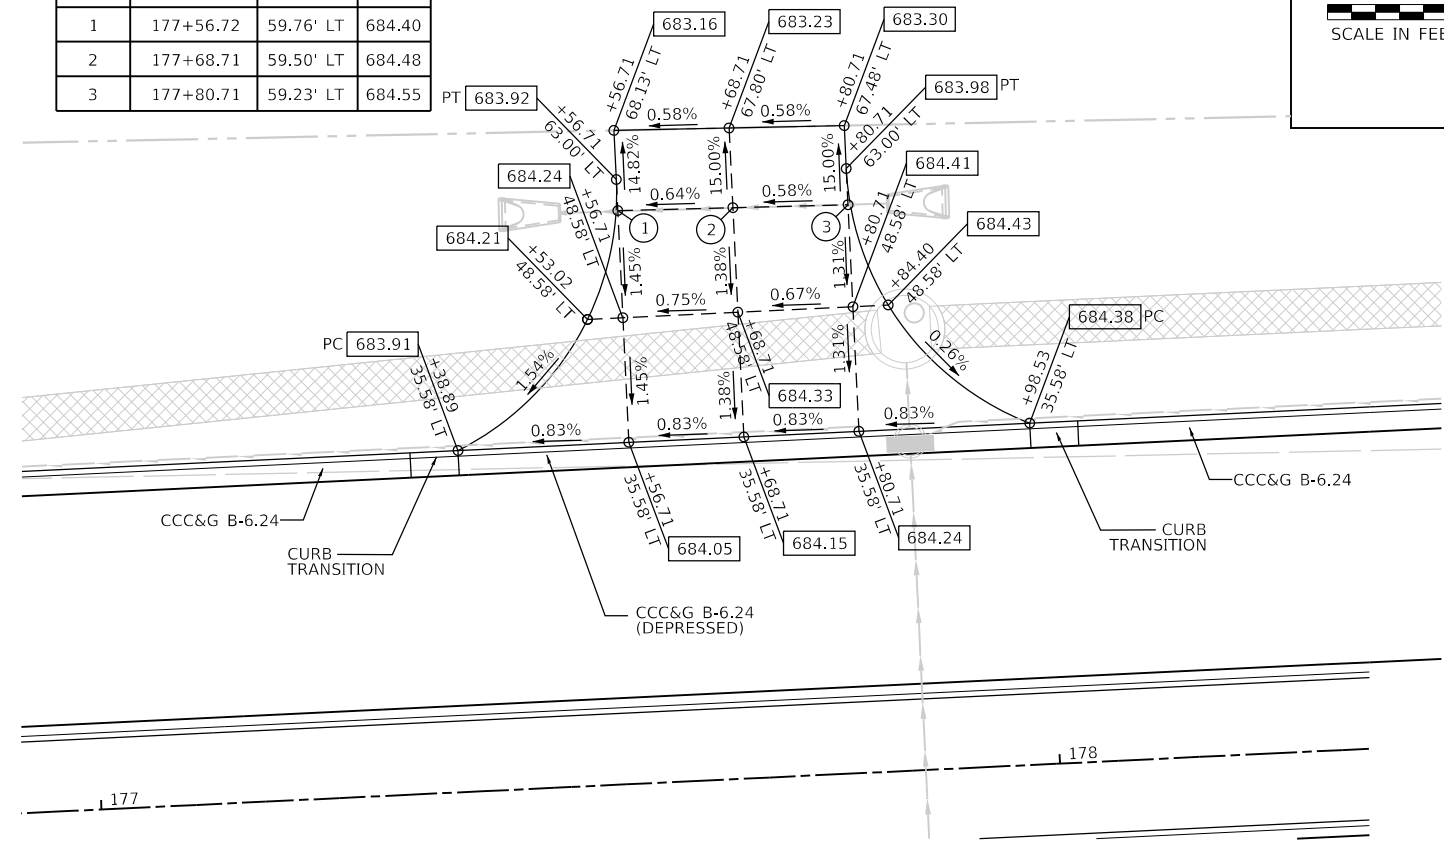 1 177+56.72 59.76' LT 684.40
2 177+68.71 59.50' LT 684.48
3 177+80.71 59.23' LT 684.55
SCALE IN FEE
683.16
+56.71
68.13' LT
683.23
+68.71
67.80' LT
683.30
+80.71
67.48' LT
PT 683.92
+56.71
63.00' LT
683.98 PT
+80.71
63.00' LT
0.58%
0.58%
14.82%
15.00%
15.00%
684.24
+56.71
48.58' LT
684.41
+80.71
48.58' LT
0.64%
0.58%
1
2
3
684.21
+53.02
48.58' LT
684.43
+84.40
48.58' LT
1.45%
1.38%
1.31%
0.75%
0.67%
PC 683.91
+38.89
35.58' LT
684.38 PC
+98.53
35.58' LT
1.54%
0.26%
+68.71
48.58' LT
684.33
1.45%
1.38%
1.31%
0.83%
0.83%
0.83%
0.83%
+56.71
35.58' LT
684.05
+68.71
35.58' LT
684.15
+80.71
35.58' LT
684.24
CCC&G B-6.24
CCC&G B-6.24
CURB
TRANSITION
CURB
TRANSITION
CCC&G B-6.24
(DEPRESSED)
177
178